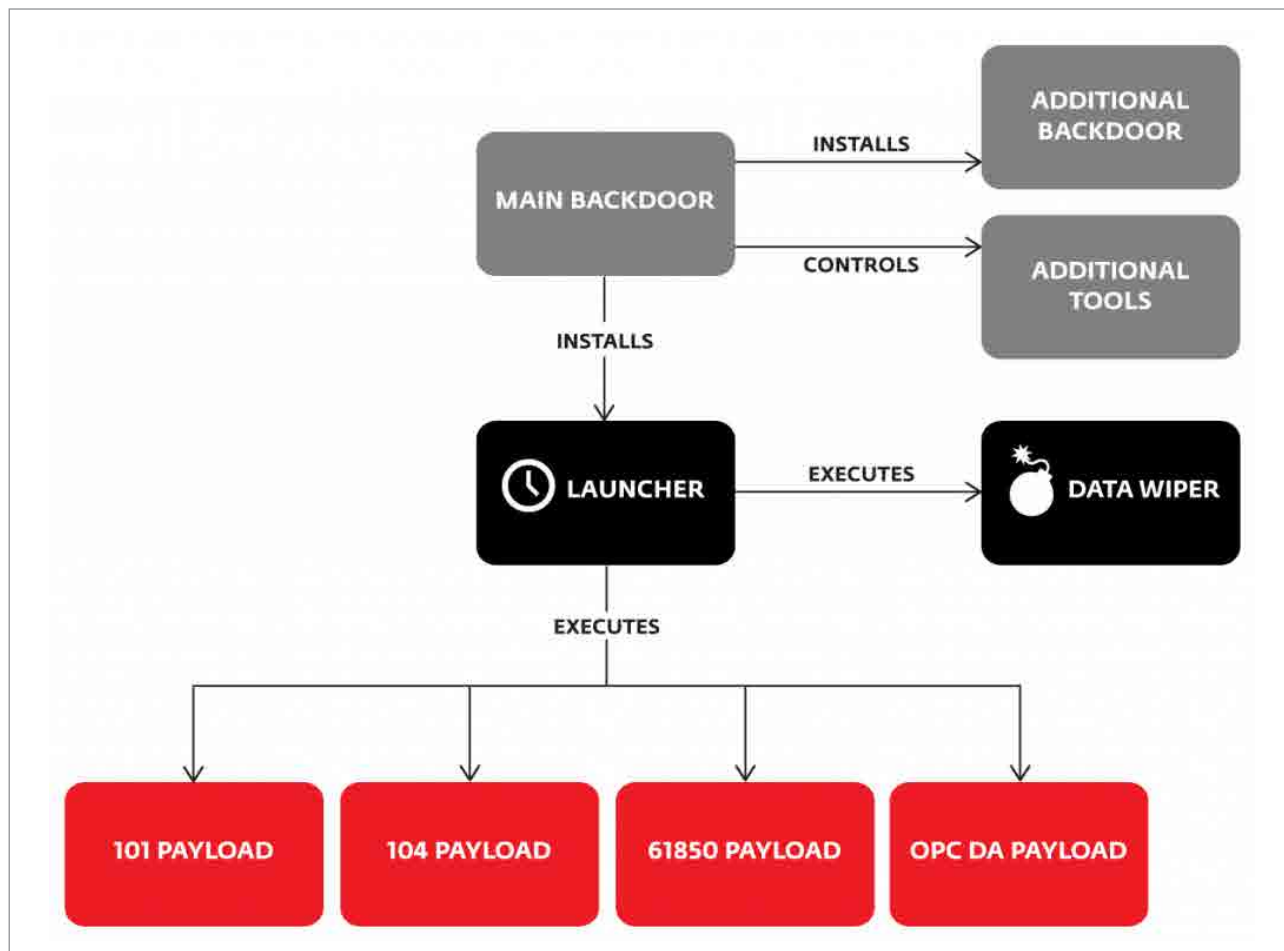 ADDITIONAL
BACKDOOR
INSTALLS
MAIN BACKDOOR
CONTROLS
ADDITIONAL
TOOLS
INSTALLS
LAUNCHER
EXECUTES
DATA WIPER
EXECUTES
101 PAYLOAD
104 PAYLOAD
61850 PAYLOAD
OPC DA PAYLOAD